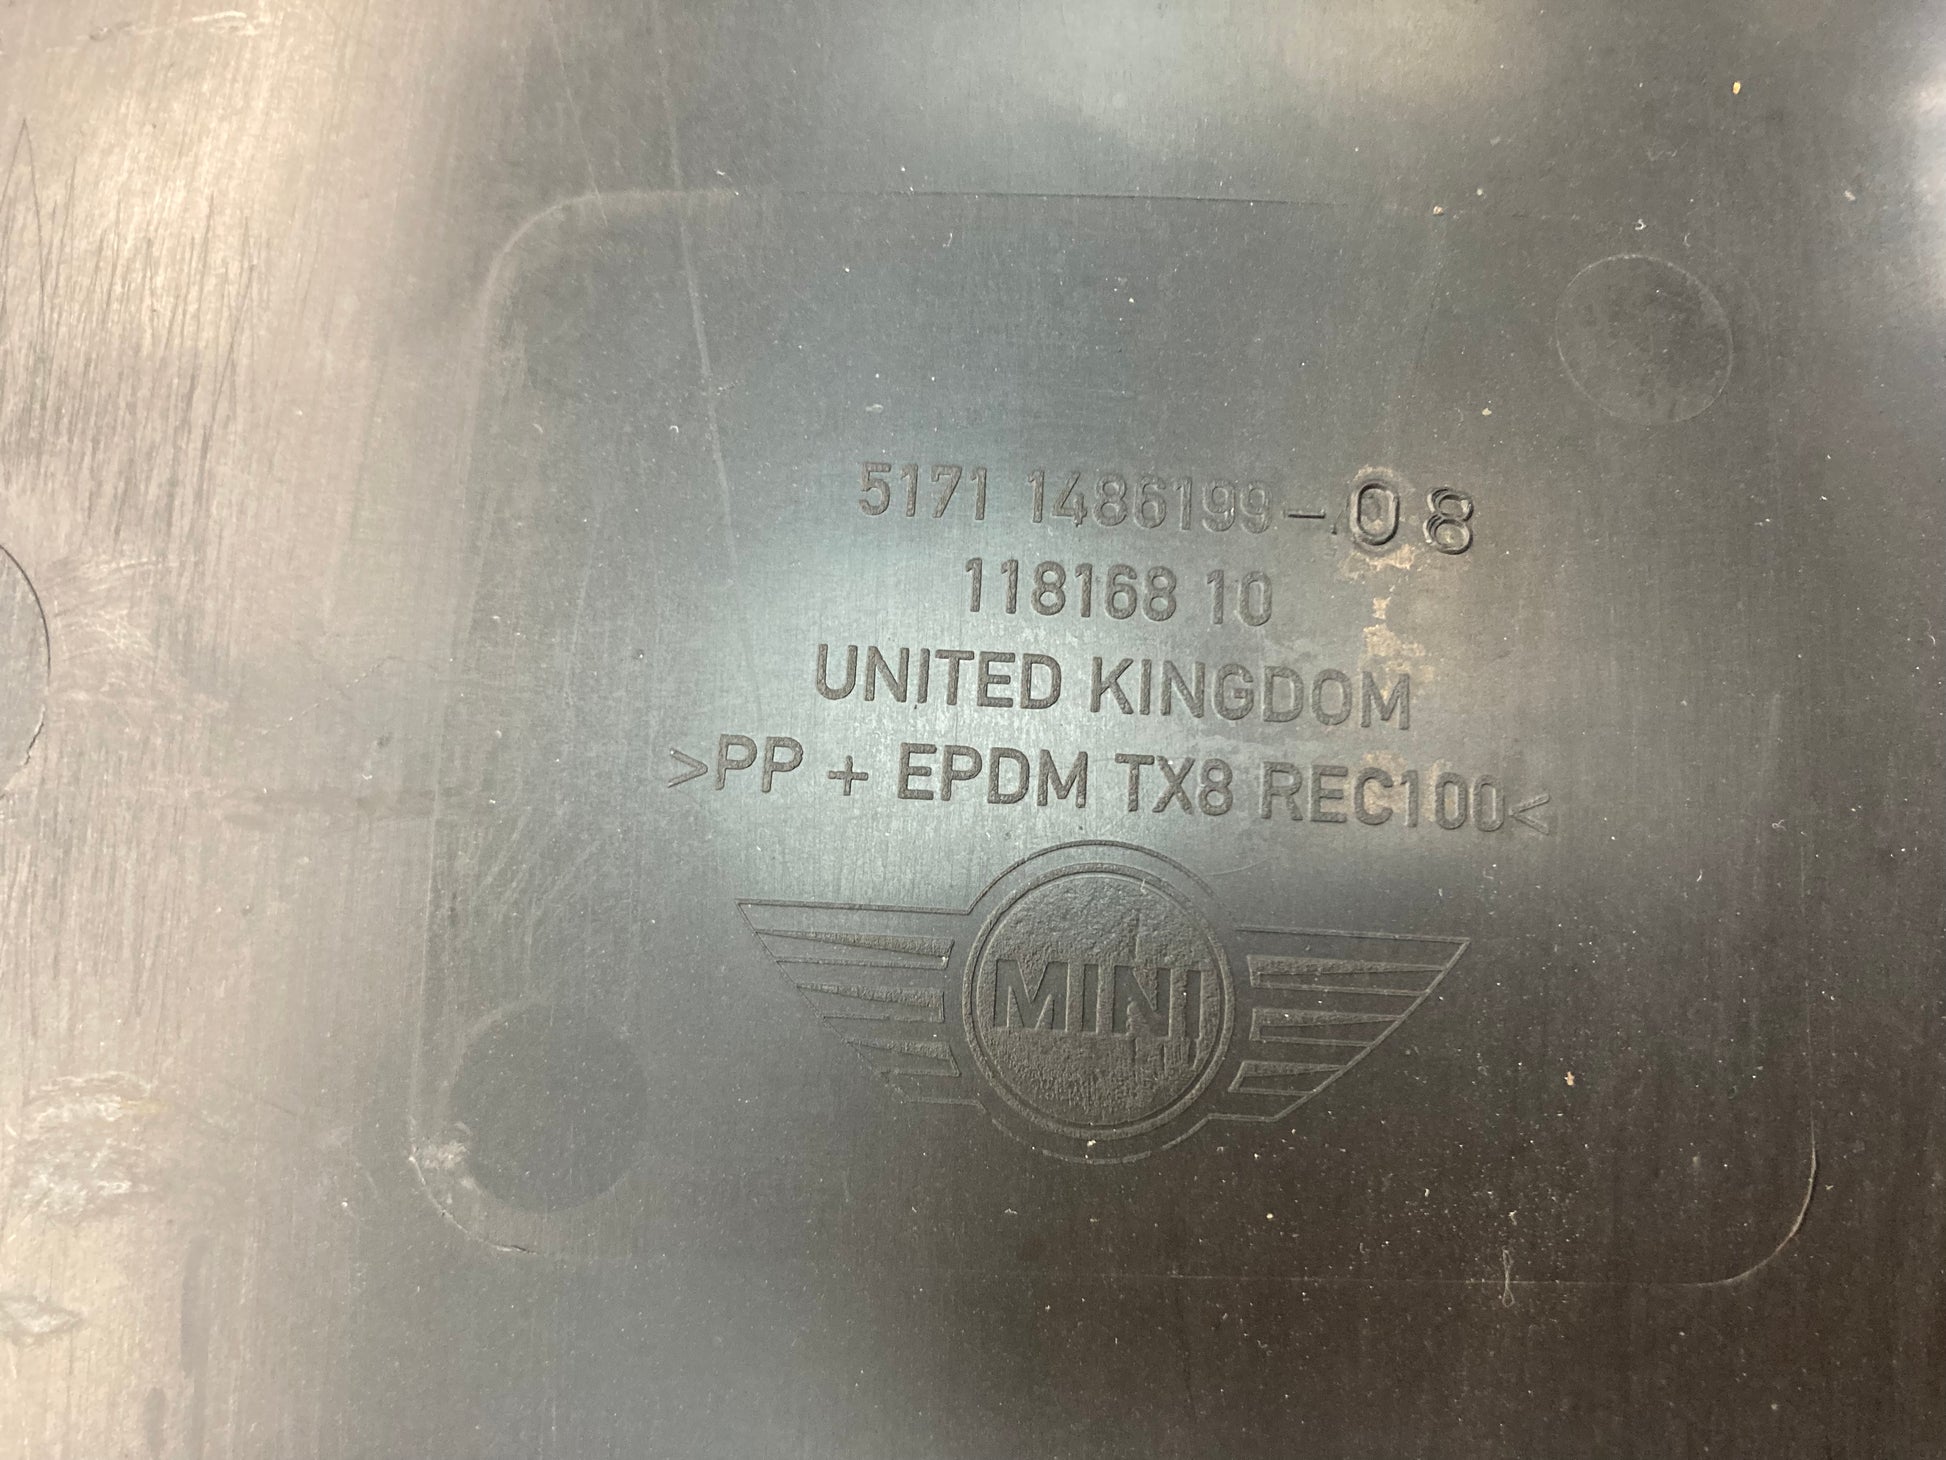 5171 1486199-08
118168 10
UNITED KINGDOM
>PP + EPDM TX8 REC100<
MINI